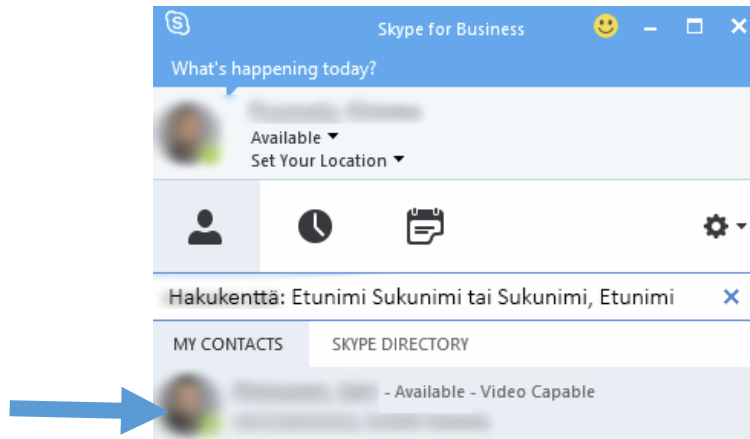 Skype for Business
What's happening today?
Available
Set Your Location
Hakukenttä: Etunimi Sukunimi tai Sukunimi, Etunimi
MY CONTACTS SKYPE DIRECTORY
- Available - Video Capable